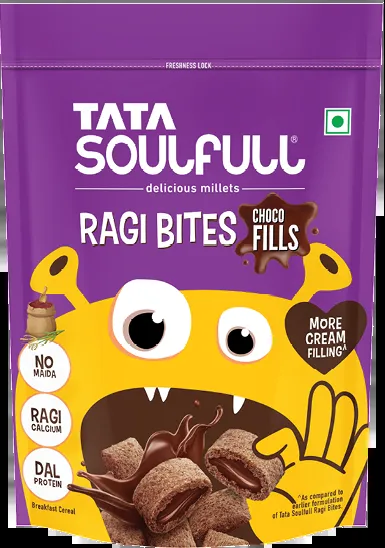 FRESHNESS LOCK
TATA
SOULFULL®
delicious millets
RAGI BITES
CHOCO
FILLS
MORE
CREAM
FILLING^
NO
MAIDA
RAGI
CALCIUM
DAL
PROTEIN
Breakfast Cereal
^As compared to
earlier formulation
of Tata Soulfull Ragi Bites.